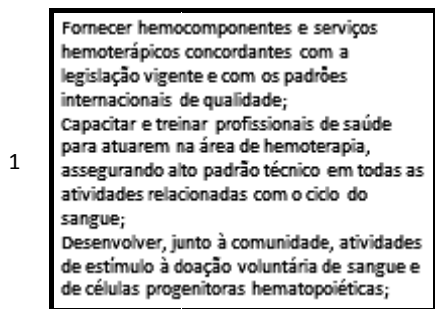 Fornecer hemocomponentes e serviços
hemoterápicos concordantes com a
legislação vigente e com os padrões
internacionais de qualidade;
Capacitar e treinar profissionais de saúde
para atuarem na área de hemoterapia,
1
assegurando alto padrão técnico em todas as
atividades relacionadas com o ciclo do
sangue;
Desenvolver, junto à comunidade, atividades
de estímulo à doação voluntária de sangue e
de células progenitoras hematopoiéticas;